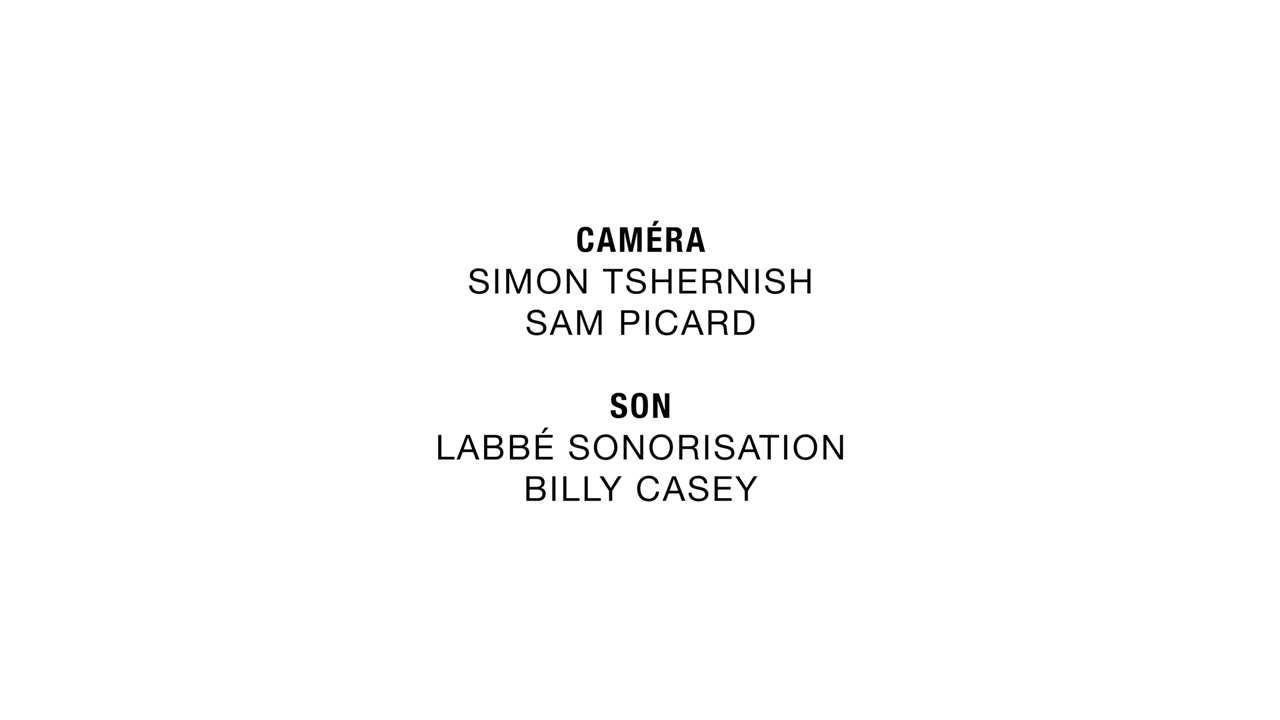 CAMÉRA
SIMON TSHERNISH
SAM PICARD
SON
LABBÉ SONORISATION
BILLY CASEY